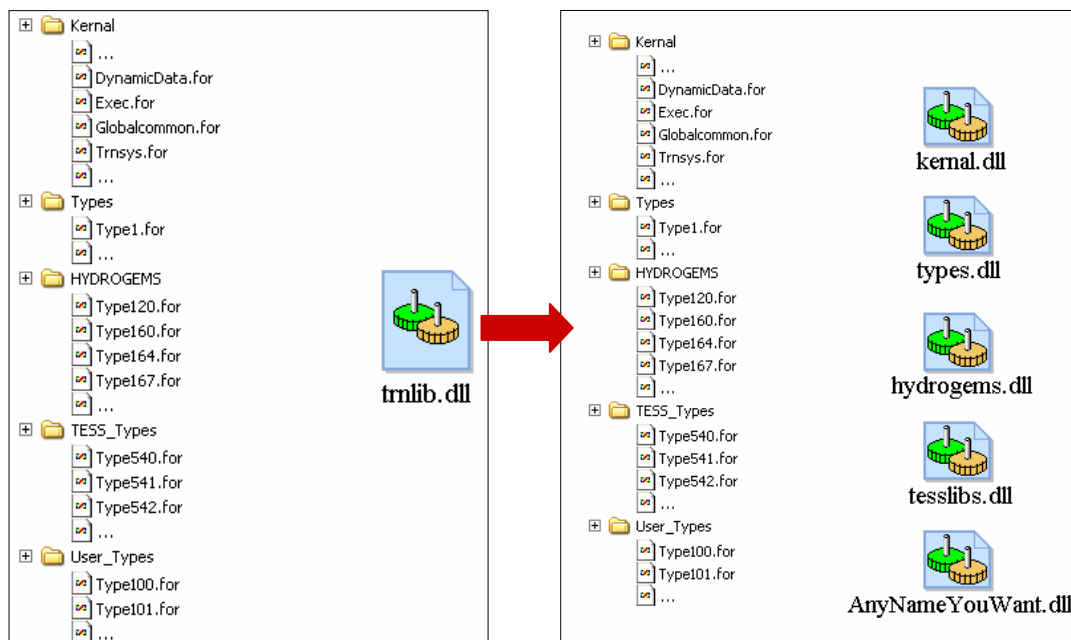 Kernal
...
DynamicData.for
Exec.for
Globalcommon.for
Trnsys.for
...
Types
Type1.for
...
HYDROGEMS
Type120.for
Type160.for
Type164.for
Type167.for
...
TESS_Types
Type540.for
Type541.for
Type542.for
...
User_Types
Type100.for
Type101.for
...
trnlib.dll
Kernal
...
DynamicData.for
Exec.for
Globalcommon.for
Trnsys.for
...
Types
Type1.for
...
HYDROGEMS
Type120.for
Type160.for
Type164.for
Type167.for
...
TESS_Types
Type540.for
Type541.for
Type542.for
...
User_Types
Type100.for
Type101.for
...
kernal.dll
types.dll
hydrogems.dll
tesslibs.dll
AnyNameYouWant.dll